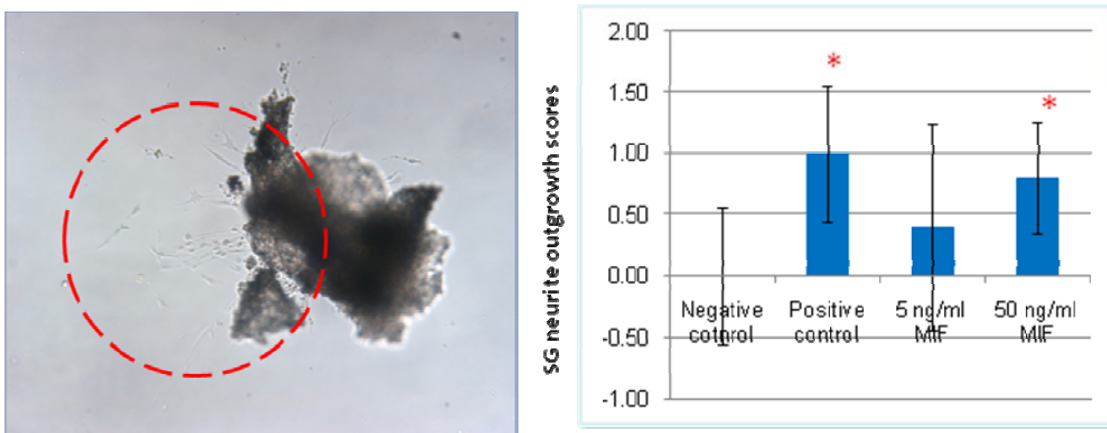 SG neurite outgrowth scores
2.00
1.50
1.00
0.50
0.00
-0.50
-1.00
*
*
Negative
cotnrol
Positive
control
5 ng/ml
MIF
50 ng/ml
MIF